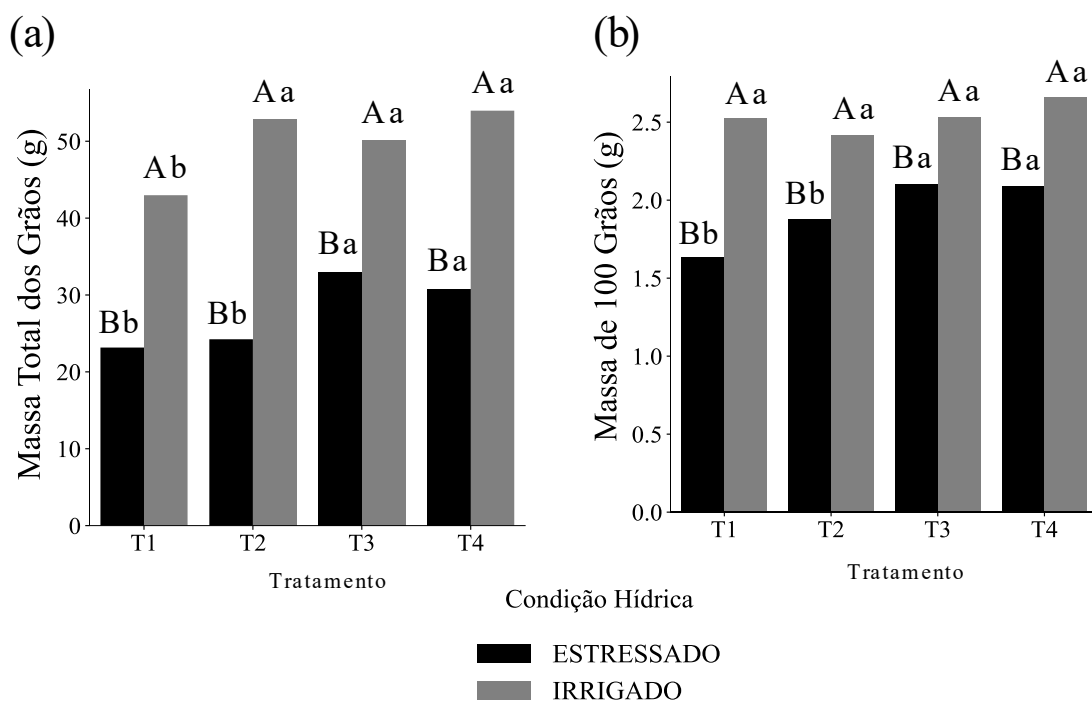 (a)
Massa Total dos Grãos (g)
50
40
30
20
10
0
Bb
Ab
Bb
Aa
Ba
Aa
Ba
Aa
T1
T2
T3
T4
Tratamento
(b)
Massa de 100 Grãos (g)
2.5
2.0
1.5
1.0
0.5
0.0
Bb
Aa
Bb
Aa
Ba
Aa
Ba
Aa
T1
T2
T3
T4
Tratamento
Condição Hídrica
ESTRESSADO
IRRIGADO